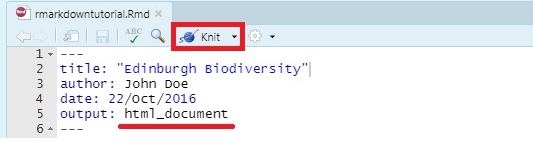 rmarkdowntutorial.Rmd
ABC Knit
1 ---
2 title: "Edinburgh Biodiversity"
3 author: John Doe
4 date: 22/Oct/2016
5 output: html_document
6 ---